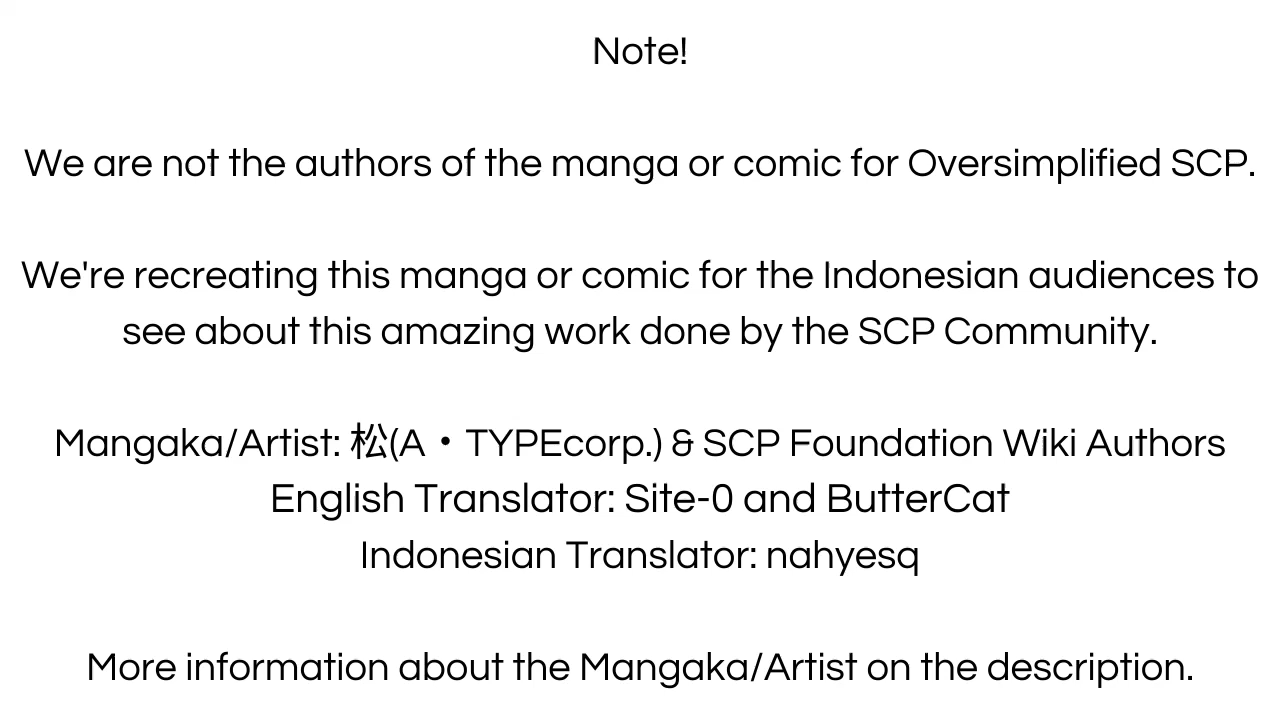 Note!
We are not the authors of the manga or comic for Oversimplified SCP.
We're recreating this manga or comic for the Indonesian audiences to
see about this amazing work done by the SCP Community.
Mangaka/Artist: 松(A・TYPEcorp.) & SCP Foundation Wiki Authors
English Translator: Site-0 and ButterCat
Indonesian Translator: nahyesq
More information about the Mangaka/Artist on the description.